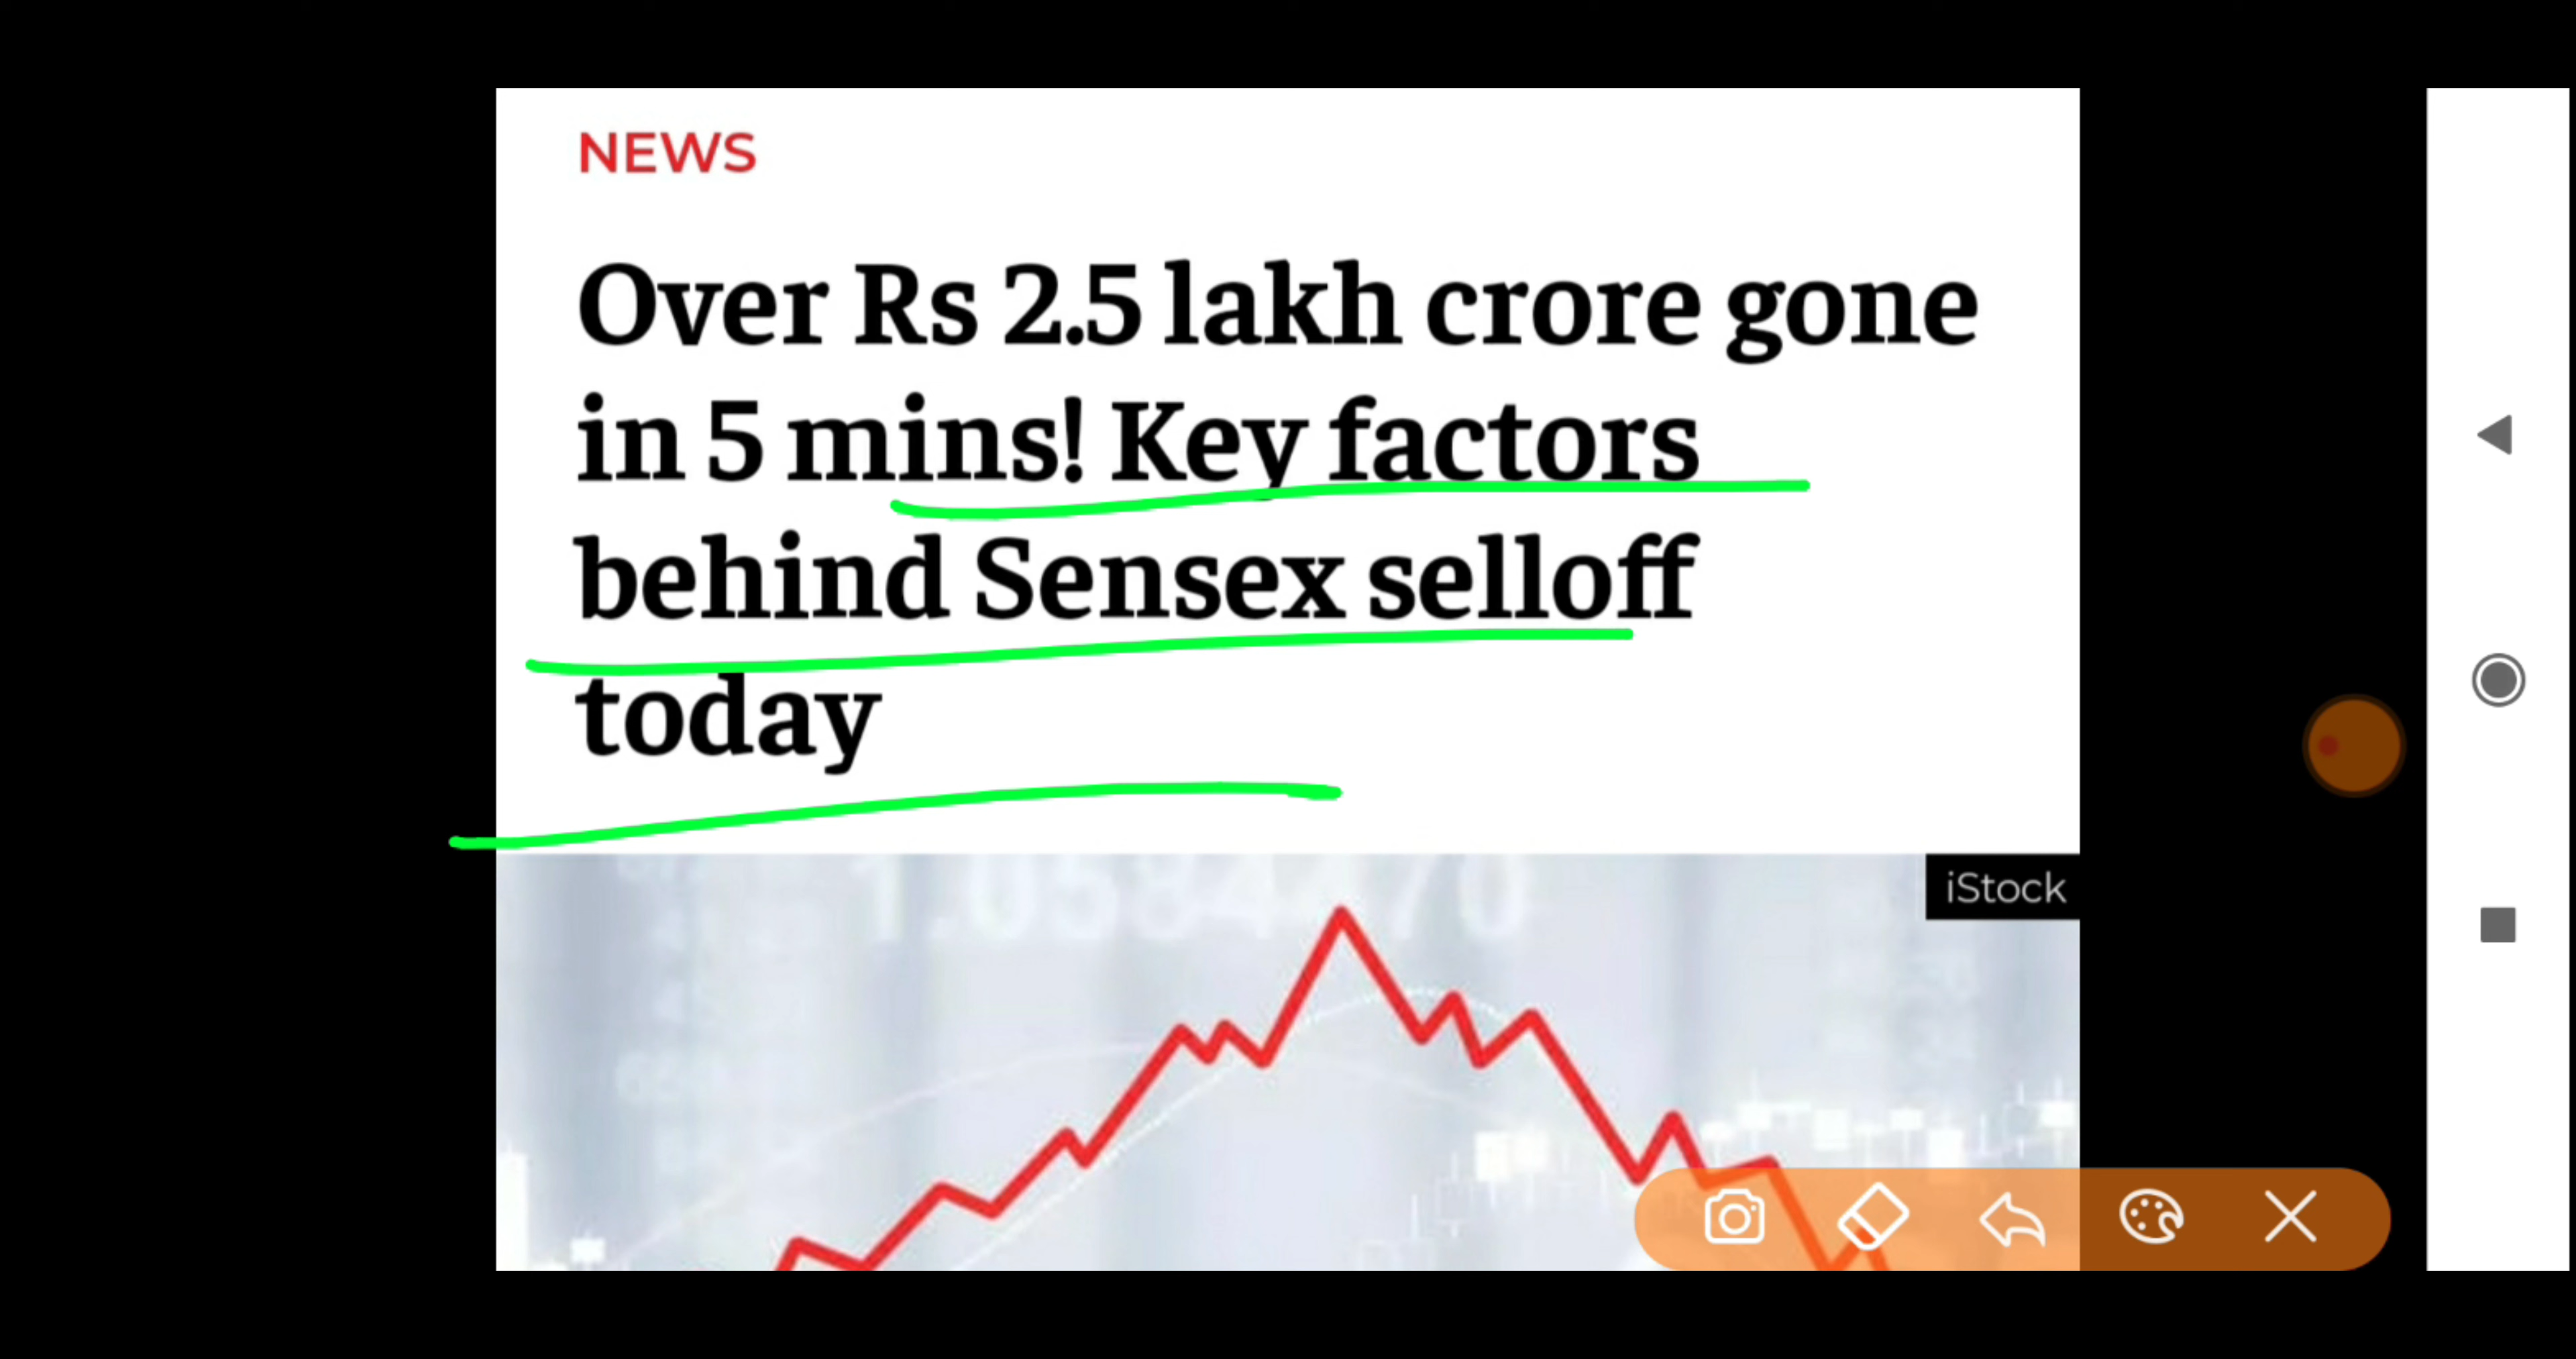 NEWS
Over Rs 2.5 lakh crore gone
in 5 mins! Key factors
behind Sensex selloff
today
iStock